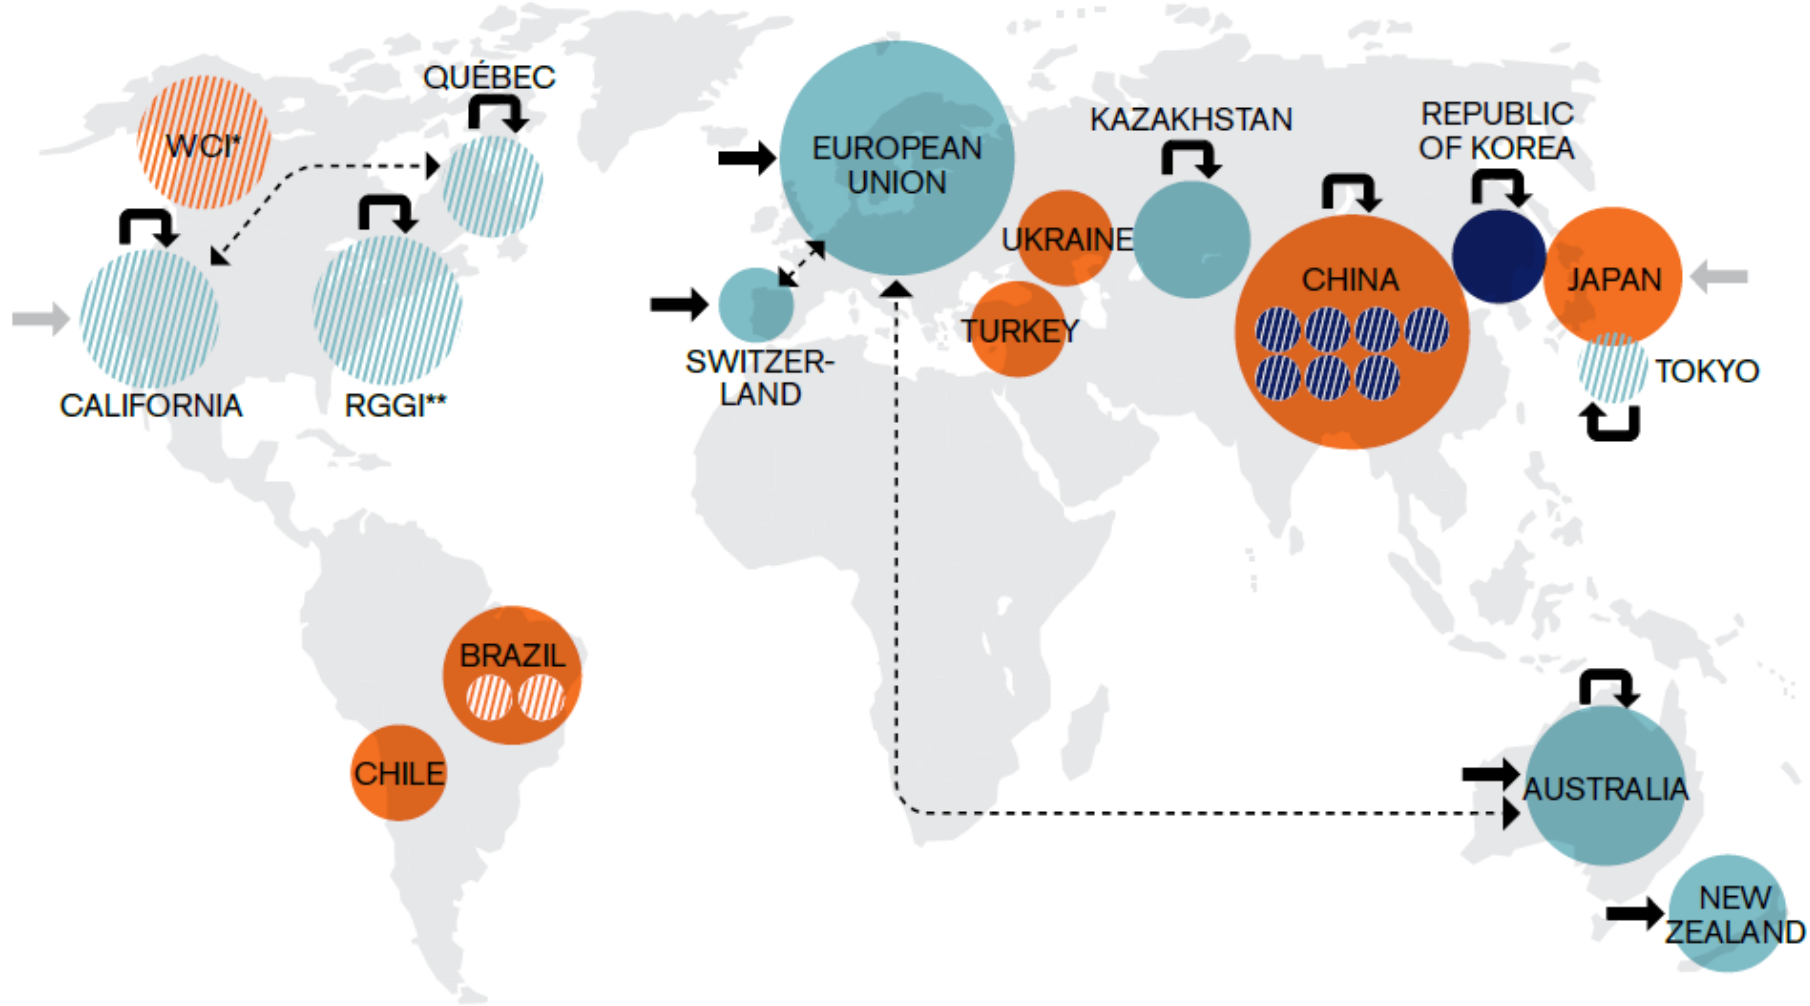 QUÉBEC
WCI*
CALIFORNIA
RGGI**
EUROPEAN
UNION
SWITZER-
LAND
UKRAINE
TURKEY
KAZAKHSTAN
CHINA
REPUBLIC
OF KOREA
JAPAN
TOKYO
BRAZIL
CHILE
AUSTRALIA
NEW
ZEALAND